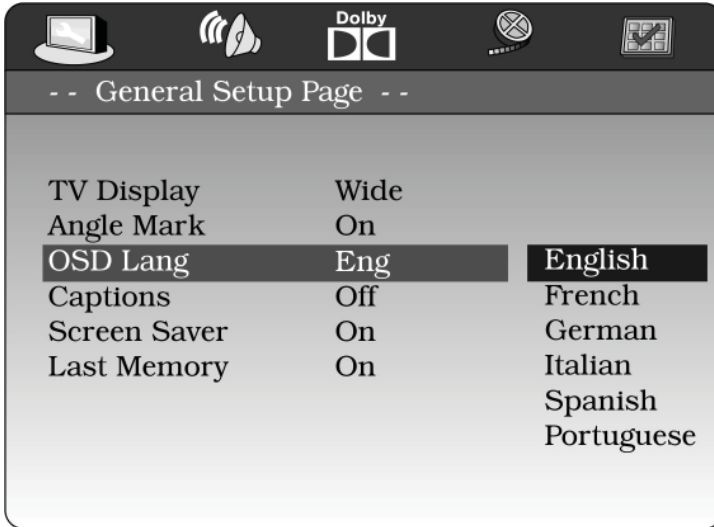 Dolby
- - General Setup Page - -
TV Display Wide
Angle Mark On
OSD Lang Eng English
Captions Off French
Screen Saver On German
Last Memory On Italian
Spanish
Portuguese